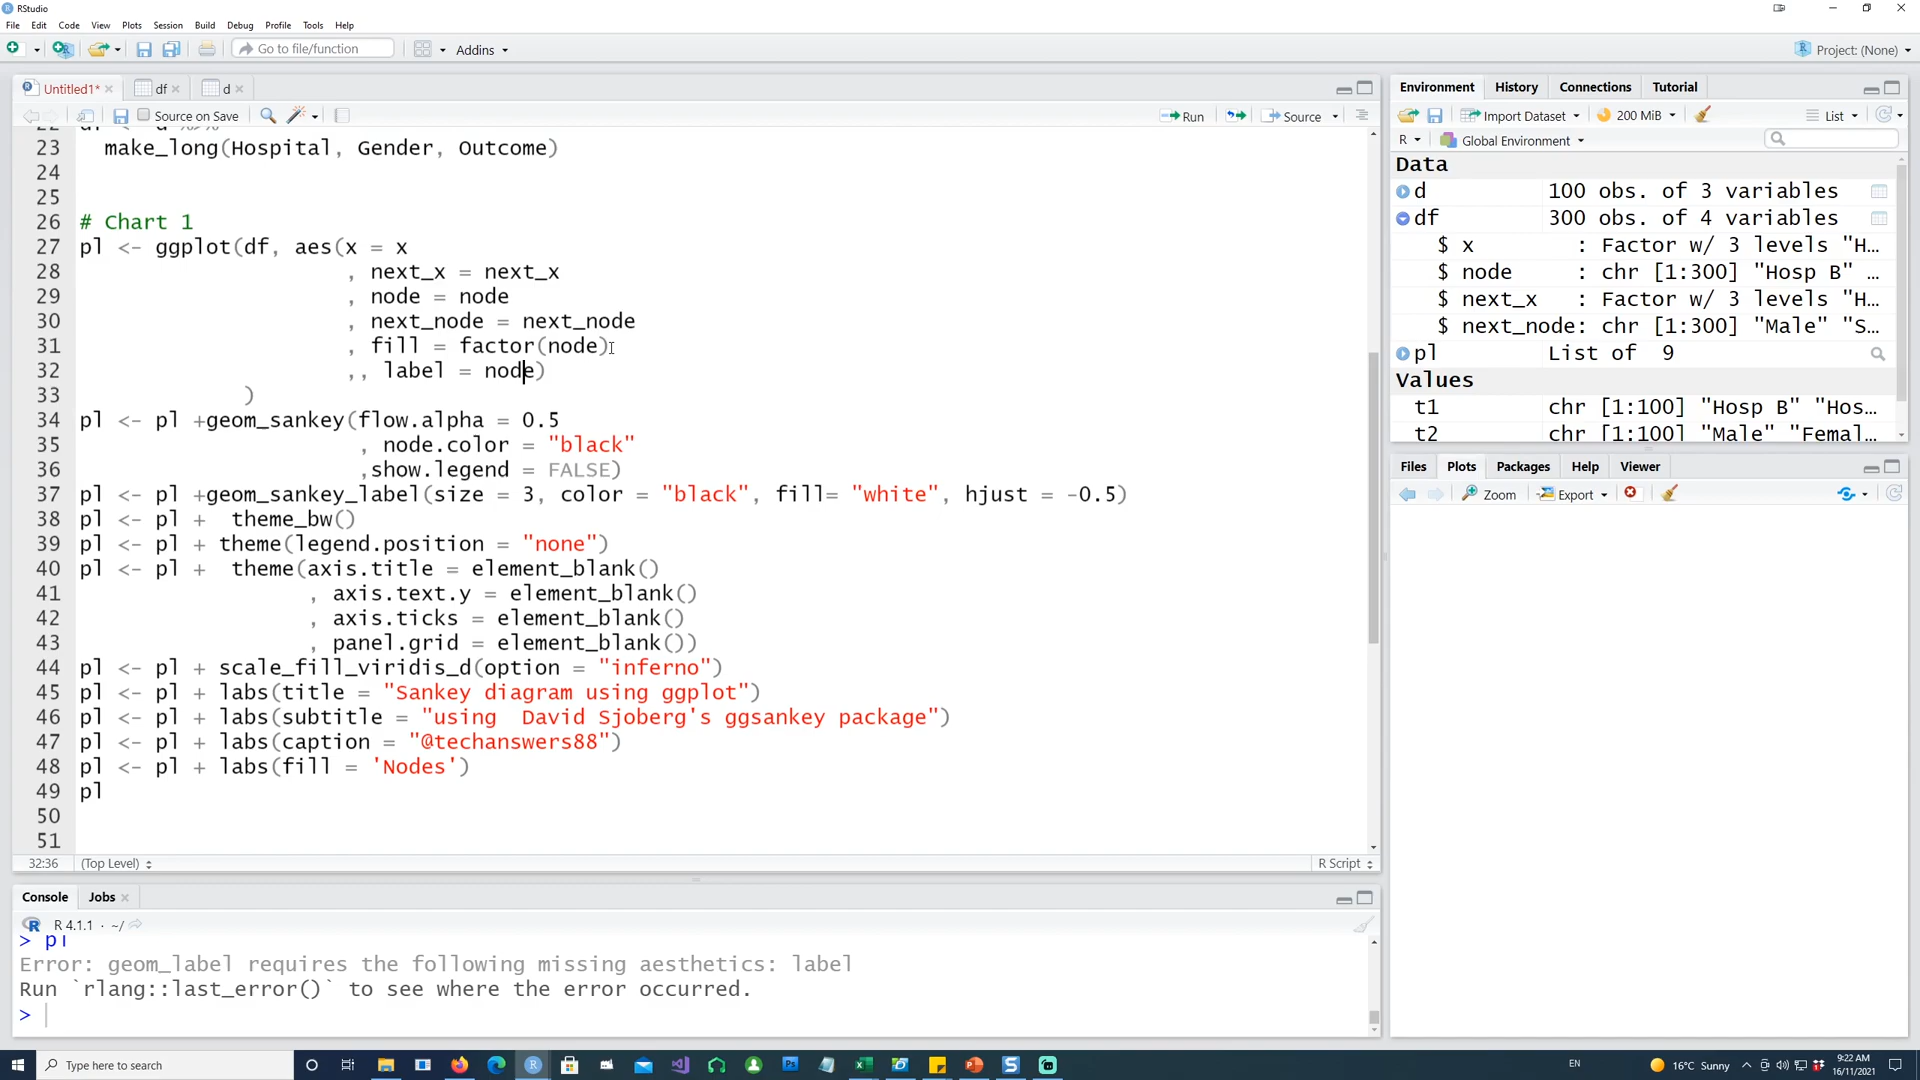 RStudio
File Edit Code View Plots Session Build Debug Profile Tools Help
Go to file/function Addins Project: (None)
Untitled1* df d
Source on Save Run Source
22 df <- d %>%
23 make_long(Hospital, Gender, Outcome)
24
25
26 # Chart 1
27 pl <- ggplot(df, aes(x = x
28 , next_x = next_x
29 , node = node
30 , next_node = next_node
31 , fill = factor(node)
32 ,, label = node)
33 )
34 pl <- pl +geom_sankey(flow.alpha = 0.5
35 , node.color = "black"
36 ,show.legend = FALSE)
37 pl <- pl +geom_sankey_label(size = 3, color = "black", fill= "white", hjust = -0.5)
38 pl <- pl + theme_bw()
39 pl <- pl + theme(legend.position = "none")
40 pl <- pl + theme(axis.title = element_blank()
41 , axis.text.y = element_blank()
42 , axis.ticks = element_blank()
43 , panel.grid = element_blank())
44 pl <- pl + scale_fill_viridis_d(option = "inferno")
45 pl <- pl + labs(title = "Sankey diagram using ggplot")
46 pl <- pl + labs(subtitle = "using  David Sjoberg's ggsankey package")
47 pl <- pl + labs(caption = "@techanswers88")
48 pl <- pl + labs(fill = 'Nodes')
49 pl
50
51
32:36 (Top Level) R Script
Console Jobs
R 4.1.1 · ~/
> pl
Error: geom_label requires the following missing aesthetics: label
Run `rlang::last_error()` to see where the error occurred.
>
Environment History Connections Tutorial
Import Dataset 200 MiB List
R Global Environment
Data
d 100 obs. of 3 variables
df 300 obs. of 4 variables
$ x : Factor w/ 3 levels "H…
$ node : chr [1:300] "Hosp B" …
$ next_x : Factor w/ 3 levels "H…
$ next_node: chr [1:300] "Male" "S…
pl List of 9
Values
t1 chr [1:100] "Hosp B" "Hos…
t2 chr [1:100] "Male" "Femal…
Files Plots Packages Help Viewer
Zoom Export
Type here to search
EN
16°C Sunny
9:22 AM
16/11/2021